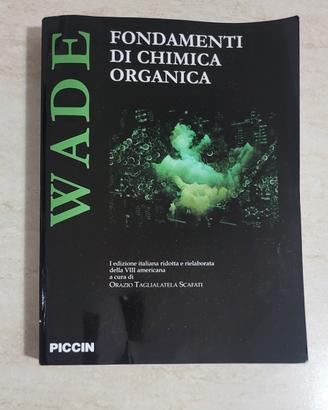 WADE
FONDAMENTI
DI CHIMICA
ORGANICA
I edizione italiana ridotta e rielaborata
della VIII americana
a cura di
ORAZIO TAGLIALATELA SCAFATI
PICCIN